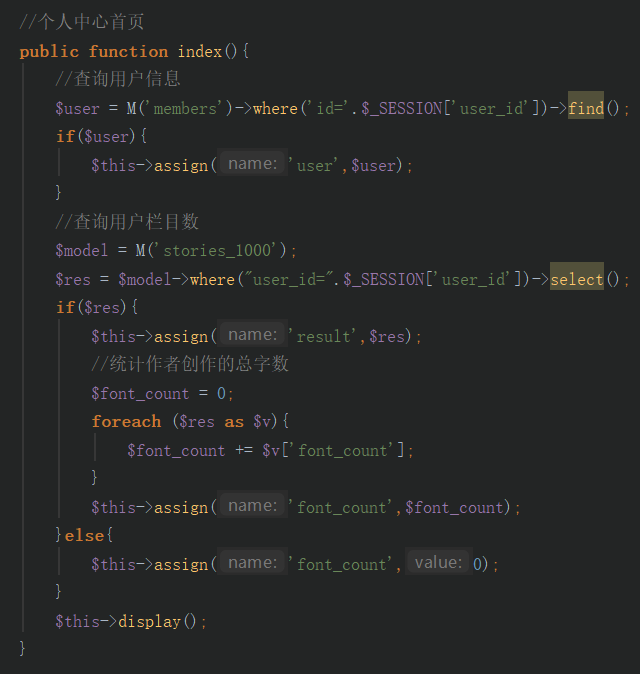 //个人中心首页
public function index(){
//查询用户信息
$user = M('members')->where('id='.$_SESSION['user_id'])->find();
if($user){
$this->assign( name: 'user',$user);
}
//查询用户栏目数
$model = M('stories_1000');
$res = $model->where("user_id=".$_SESSION['user_id'])->select();
if($res){
$this->assign( name: 'result',$res);
//统计作者创作的总字数
$font_count = 0;
foreach ($res as $v){
$font_count += $v['font_count'];
}
$this->assign( name: 'font_count',$font_count);
}else{
$this->assign( name: 'font_count', value: 0);
}
$this->display();
}